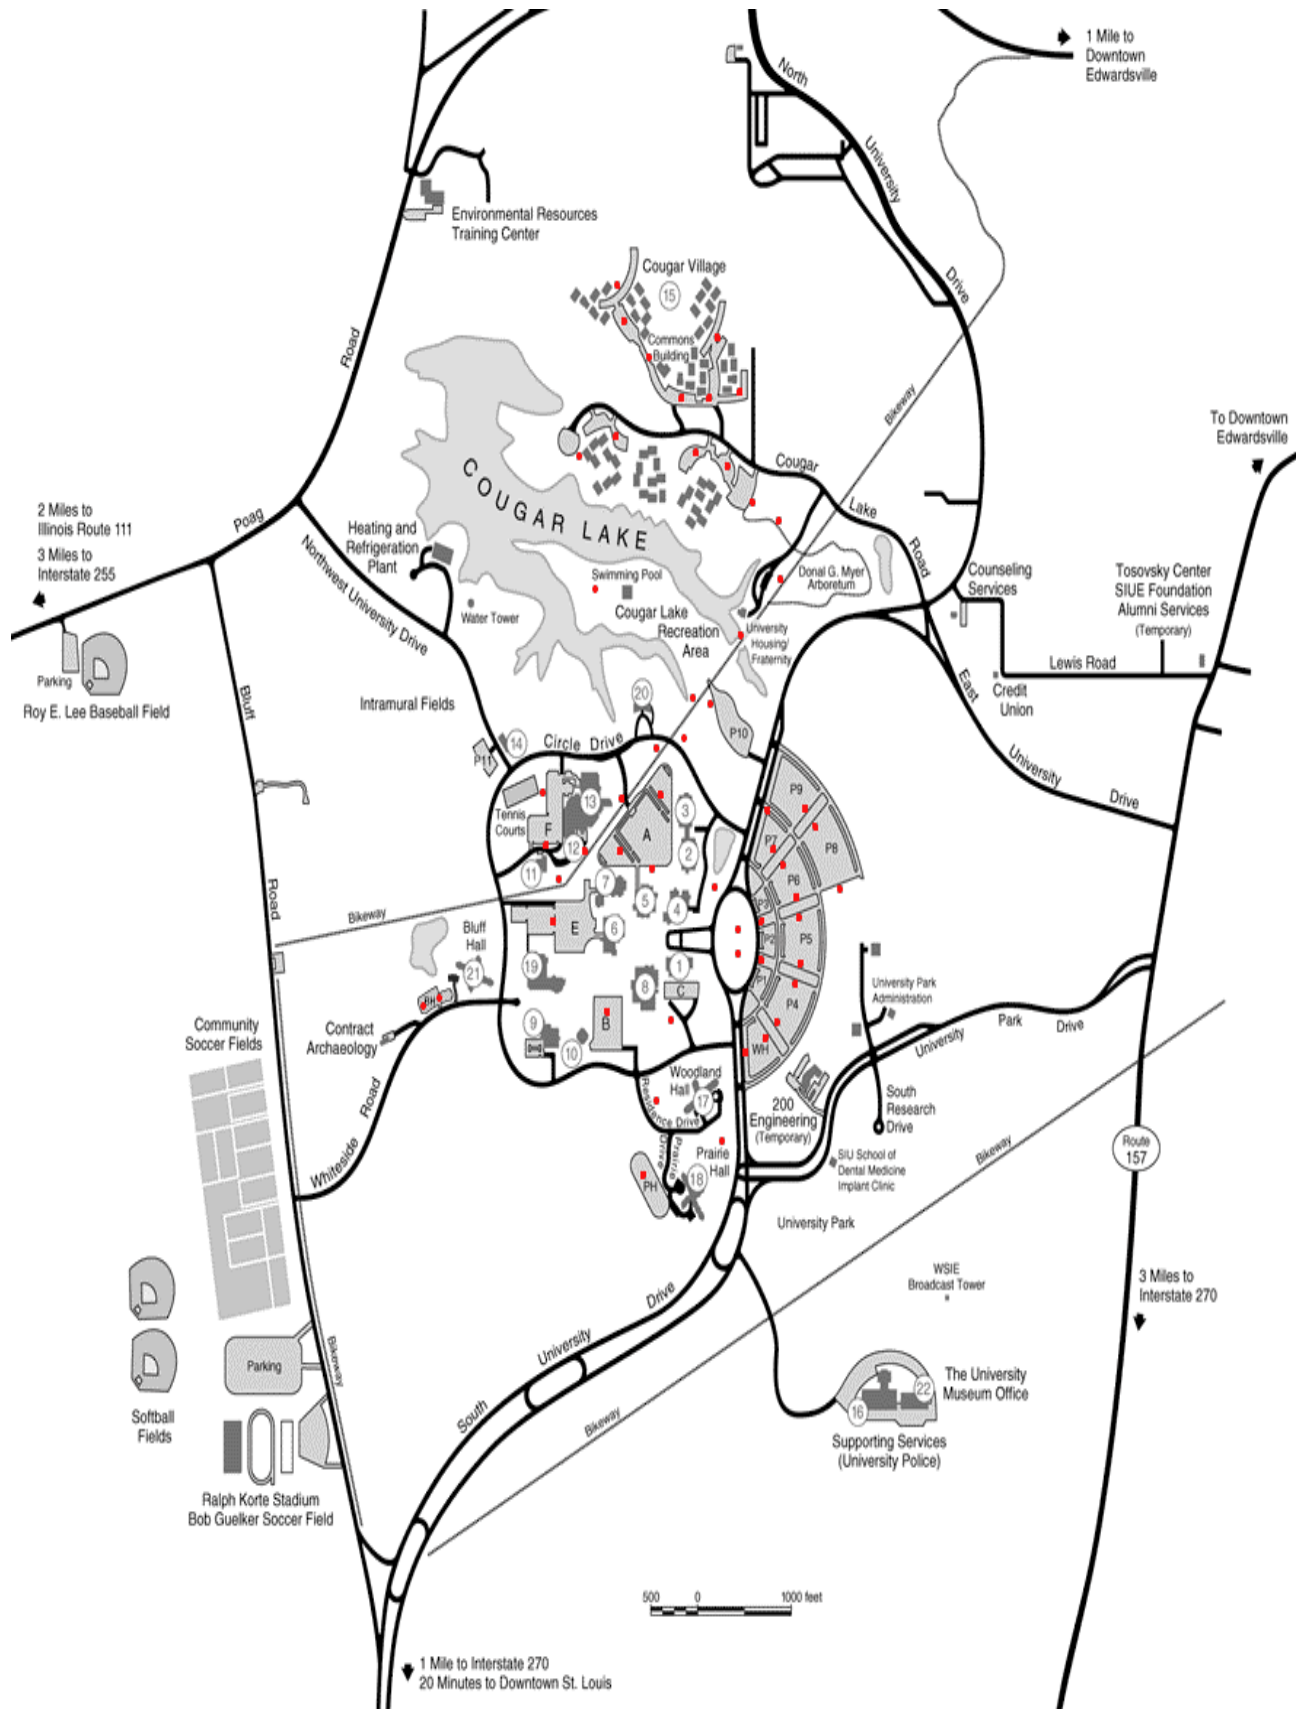 1 Mile to
Downtown
Edwardsville
North
University
Drive
Environmental Resources
Training Center
Cougar Village
15
Commons
Building
Road
Bikeway
To Downtown
Edwardsville
Cougar
Lake
Road
COUGAR LAKE
2 Miles to
Illinois Route 111
3 Miles to
Interstate 255
Poag
Heating and
Refrigeration
Plant
Northwest University Drive
Water Tower
Swimming Pool
Cougar Lake
Recreation
Area
Donal G. Myer
Arboretum
University
Housing/
Fraternity
Counseling
Services
Tosovsky Center
SIUE Foundation
Alumni Services
(Temporary)
Lewis Road
Credit
Union
East
University
Drive
Parking
Roy E. Lee Baseball Field
Bluff
Road
Intramural Fields
20
P10
14
P11
Circle Drive
Tennis
Courts
13
F
12
11
A
3
2
7
5
4
6
E
P9
P8
P7
P6
P3
P2
P5
P1
P4
WH
Bikeway
Bluff
Hall
21
BH
19
8
1
C
B
9
10
Contract
Archaeology
Community
Soccer Fields
Whiteside
Road
Woodland
Hall
17
Residence Drive
Prairie
Drive
Prairie
Hall
18
PH
200
Engineering
(Temporary)
University Park
Administration
University
Park
Drive
South
Research
Drive
SIU School of
Dental Medicine
Implant Clinic
Bikeway
Route
157
University Park
WSIE
Broadcast Tower
3 Miles to
Interstate 270
South
University
Drive
Bikeway
Bikeway
Parking
Softball
Fields
Ralph Korte Stadium
Bob Guelker Soccer Field
The University
Museum Office
22
16
Supporting Services
(University Police)
500 0 1000 feet
1 Mile to Interstate 270
20 Minutes to Downtown St. Louis